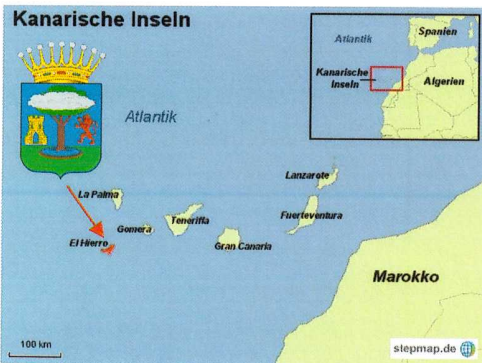 Kanarische Inseln
Atlantik
Spanien
Kanarische
Inseln
Algerien
Atlantik
Lanzarote
La Palma
Fuerteventura
Teneriffa
Gomera
El Hierro
Gran Canaria
Marokko
100 km
stepmap.de